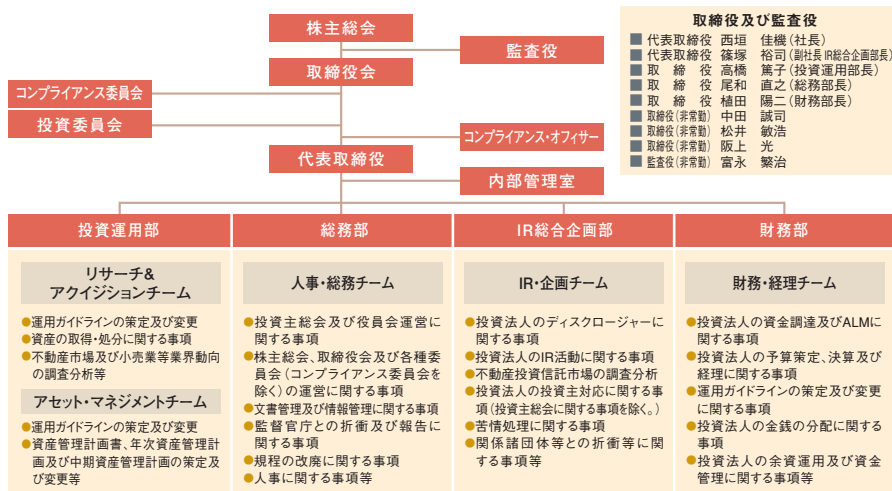 株主総会
監査役
取締役会
コンプライアンス委員会
投資委員会
コンプライアンス・オフィサー
代表取締役
内部管理室
取締役及び監査役
代表取締役 西垣 佳機(社長)
代表取締役 篠塚 裕司(副社長 IR総合企画部長)
取締役 高橋 篤子(投資運用部長)
取締役 尾和 直之(総務部長)
取締役 植田 陽二(財務部長)
取締役(非常勤) 中田 誠司
取締役(非常勤) 松井 敏浩
取締役(非常勤) 阪上 光
監査役(非常勤) 富永 繁治
投資運用部
リサーチ&
アクイジションチーム
●運用ガイドラインの策定及び変更
●資産の取得・処分に関する事項
●不動産市場及び小売業等業界動向
の調査分析等
アセット・マネジメントチーム
●運用ガイドラインの策定及び変更
●資産管理計画書、年次資産管理計
画及び中期資産管理計画の策定及
び変更等
総務部
人事・総務チーム
●投資主総会及び役員会運営に
関する事項
●株主総会、取締役会及び各種委
員会(コンプライアンス委員会を
除く)の運営に関する事項
●文書管理及び情報管理に関する事項
●監督官庁との折衝及び報告に
関する事項
●規程の改廃に関する事項
●人事に関する事項等
IR総合企画部
IR・企画チーム
●投資法人のディスクロージャーに
関する事項
●投資法人のIR活動に関する事項
●不動産投資信託市場の調査分析
●投資法人の投資主対応に関する事
項(投資主総会に関する事項を除く。)
●苦情処理に関する事項
●関係諸団体等との折衝等に関
する事項等
財務部
財務・経理チーム
●投資法人の資金調達及びALMに
関する事項
●投資法人の予算策定、決算及び
経理に関する事項
●運用ガイドラインの策定及び変更
に関する事項
●投資法人の金銭の分配に関する
事項
●投資法人の余資運用及び資金
管理に関する事項等